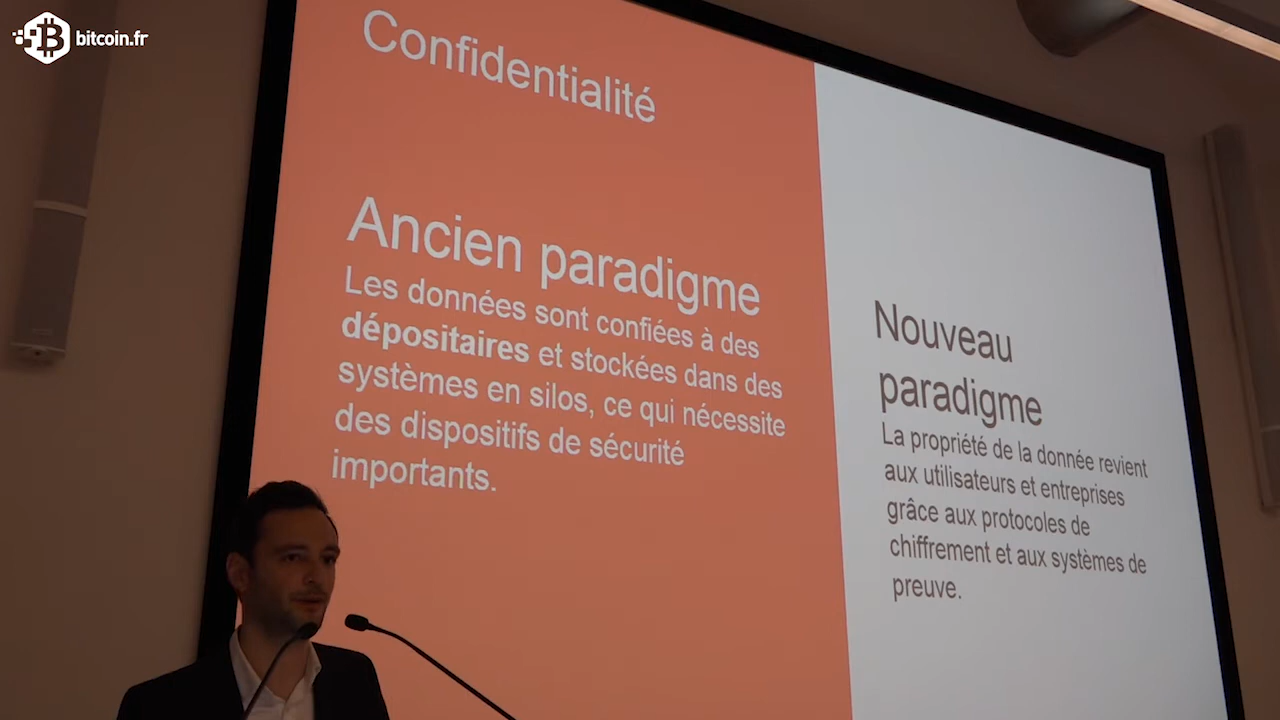 bitcoin.fr
Confidentialité
Ancien paradigme
Les données sont confiées à des
dépositaires et stockées dans des
systèmes en silos, ce qui nécessite
des dispositifs de sécurité
importants.
Nouveau
paradigme
La propriété de la donnée revient
aux utilisateurs et entreprises
grâce aux protocoles de
chiffrement et aux systèmes de
preuve.